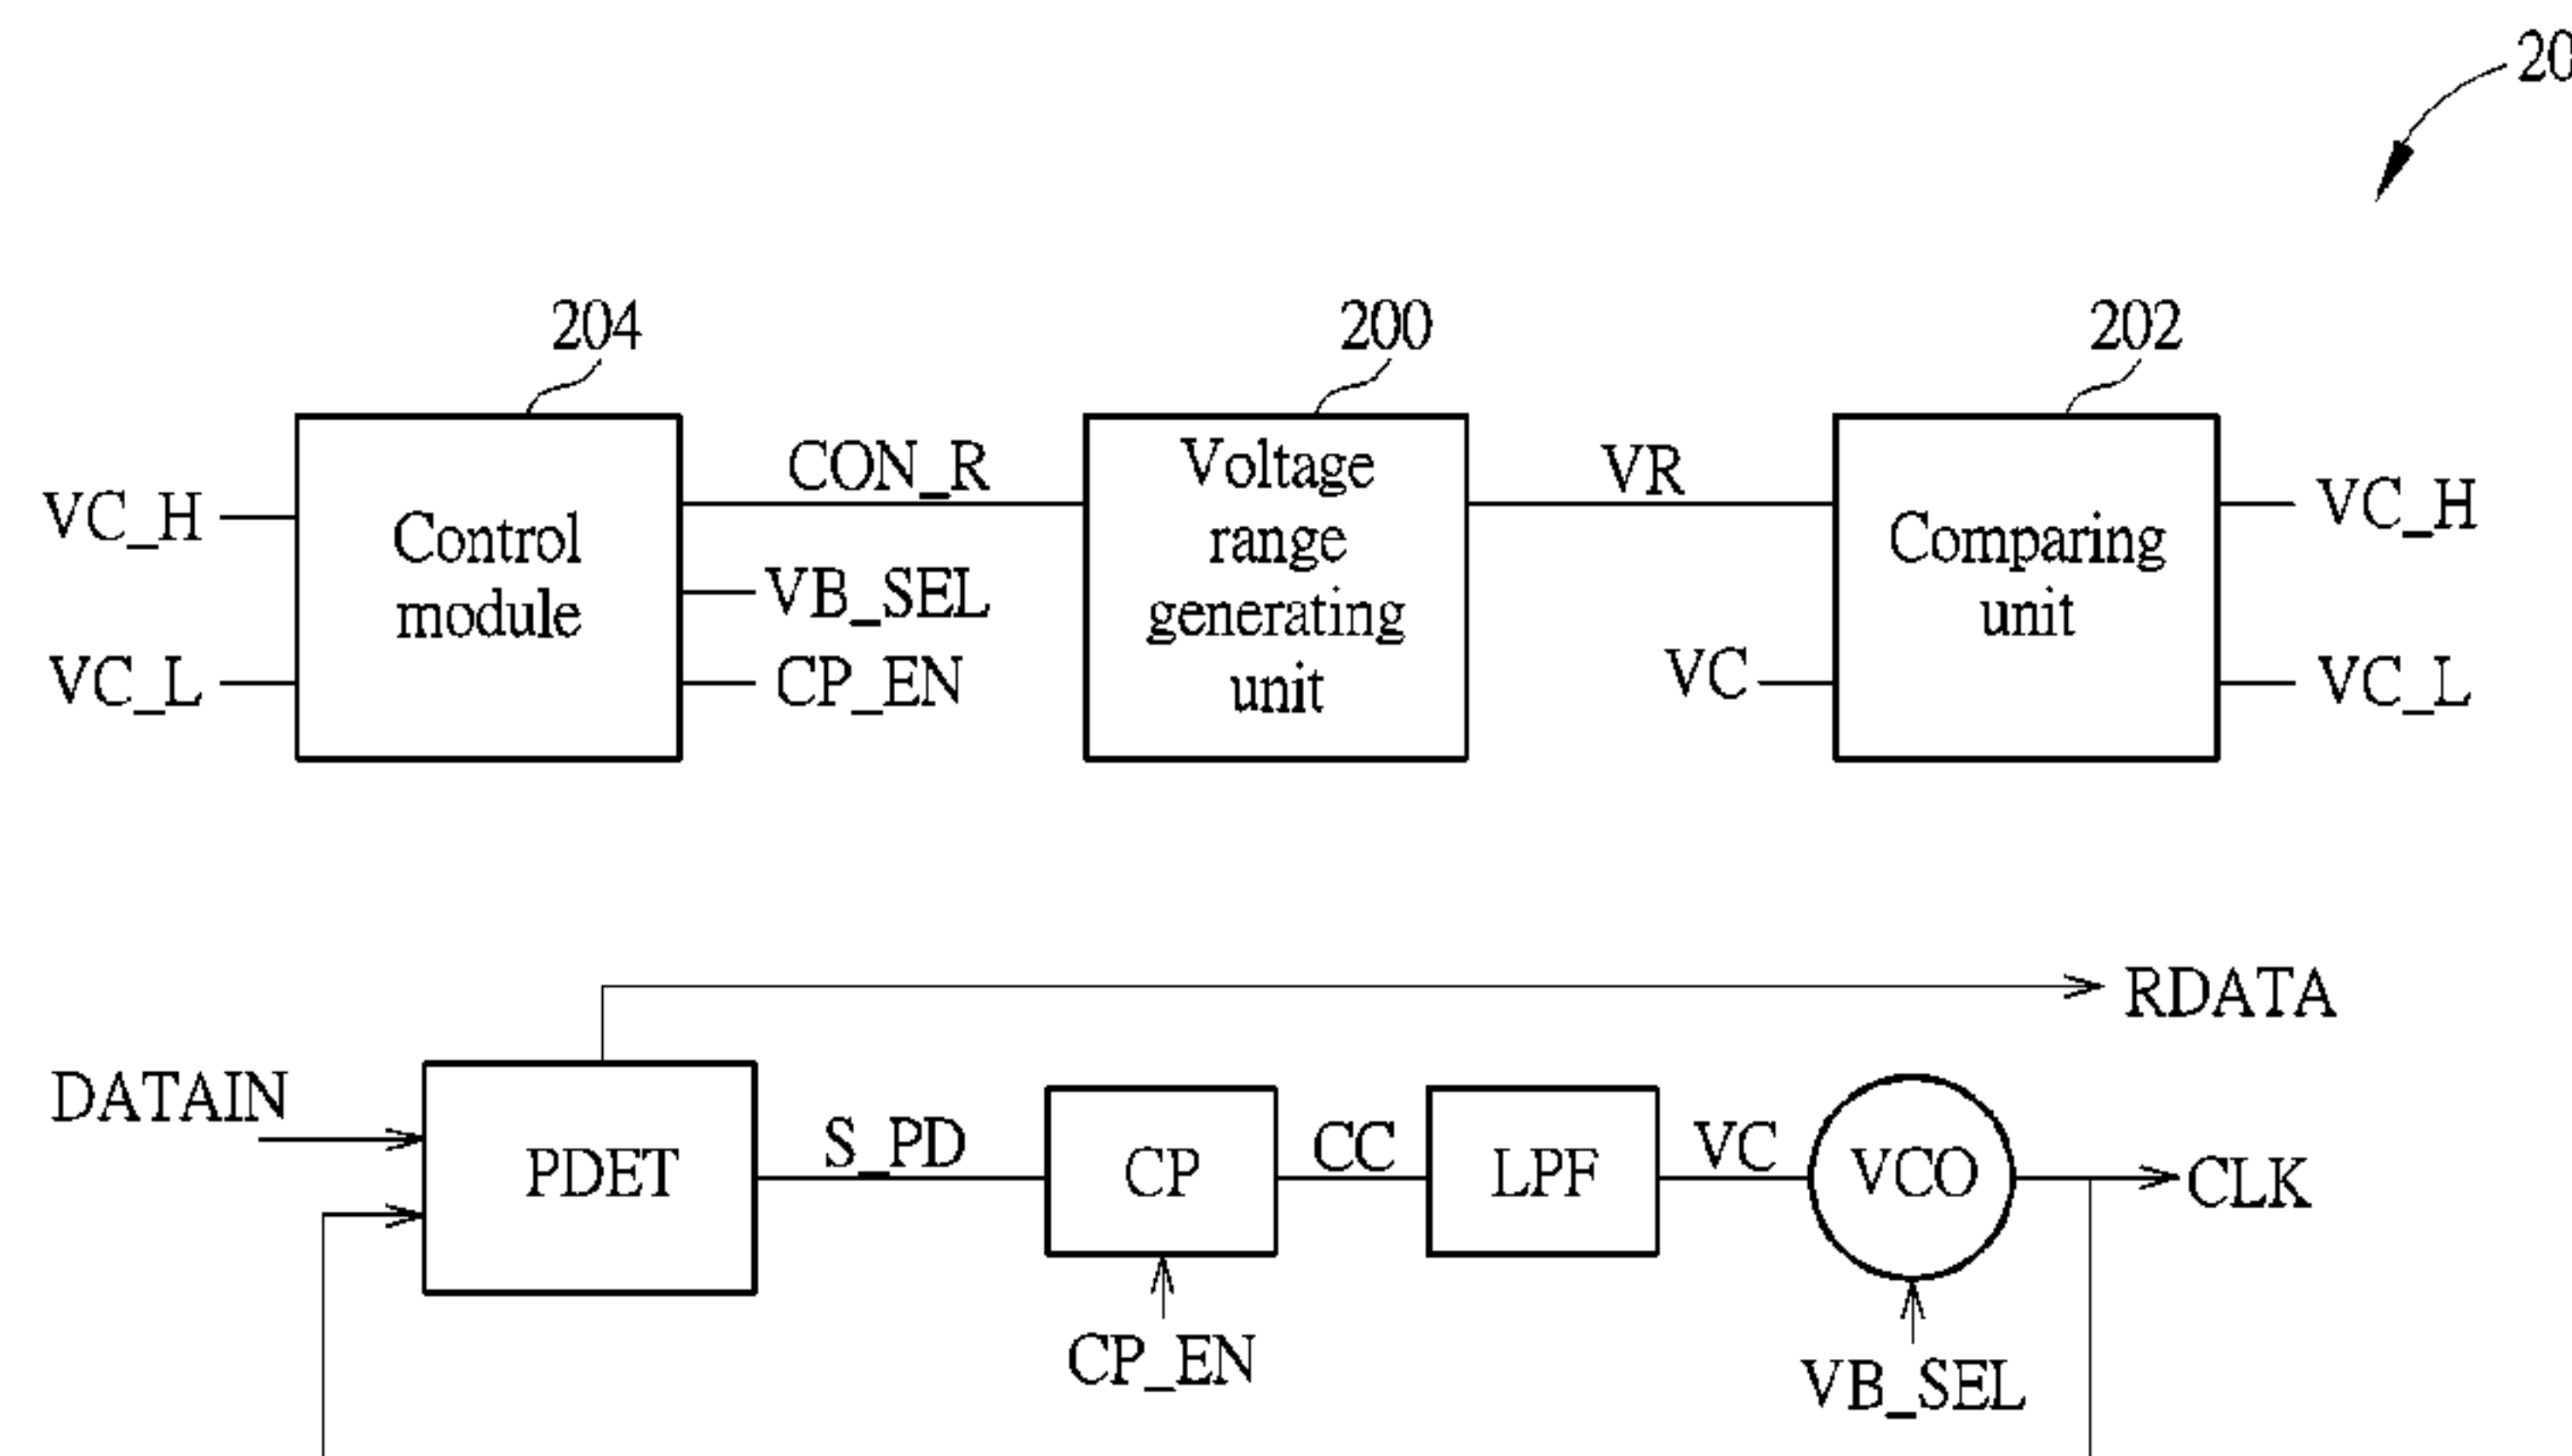 20
204
200
202
VC_H
VC_L
Control
module
CON_R
VB_SEL
CP_EN
Voltage
range
generating
unit
VR
VC
Comparing
unit
VC_H
VC_L
RDATA
DATAIN
PDET
S_PD
CP
CC
LPF
VC
VCO
CLK
CP_EN
VB_SEL